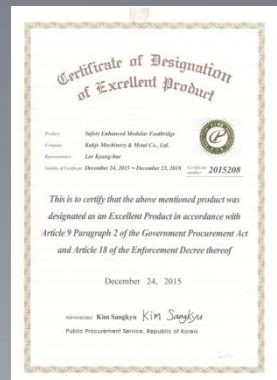 Certificate of Designation
of Excellent Product
Product Safety Enhanced Modular Footbridge
Company Kukje Machinery & Metal Co., Ltd.
Representative Lee Kyung-hae
Validity of Certificate December 24, 2015 ~ December 23, 2018
Certificate number 2015208
This is to certify that the above mentioned product was
designated as an Excellent Product in accordance with
Article 9 Paragraph 2 of the Government Procurement Act
and Article 18 of the Enforcement Decree thereof
December 24, 2015
Administrator Kim Sangkyu Kim Sangkyu
Public Procurement Service, Republic of Korea